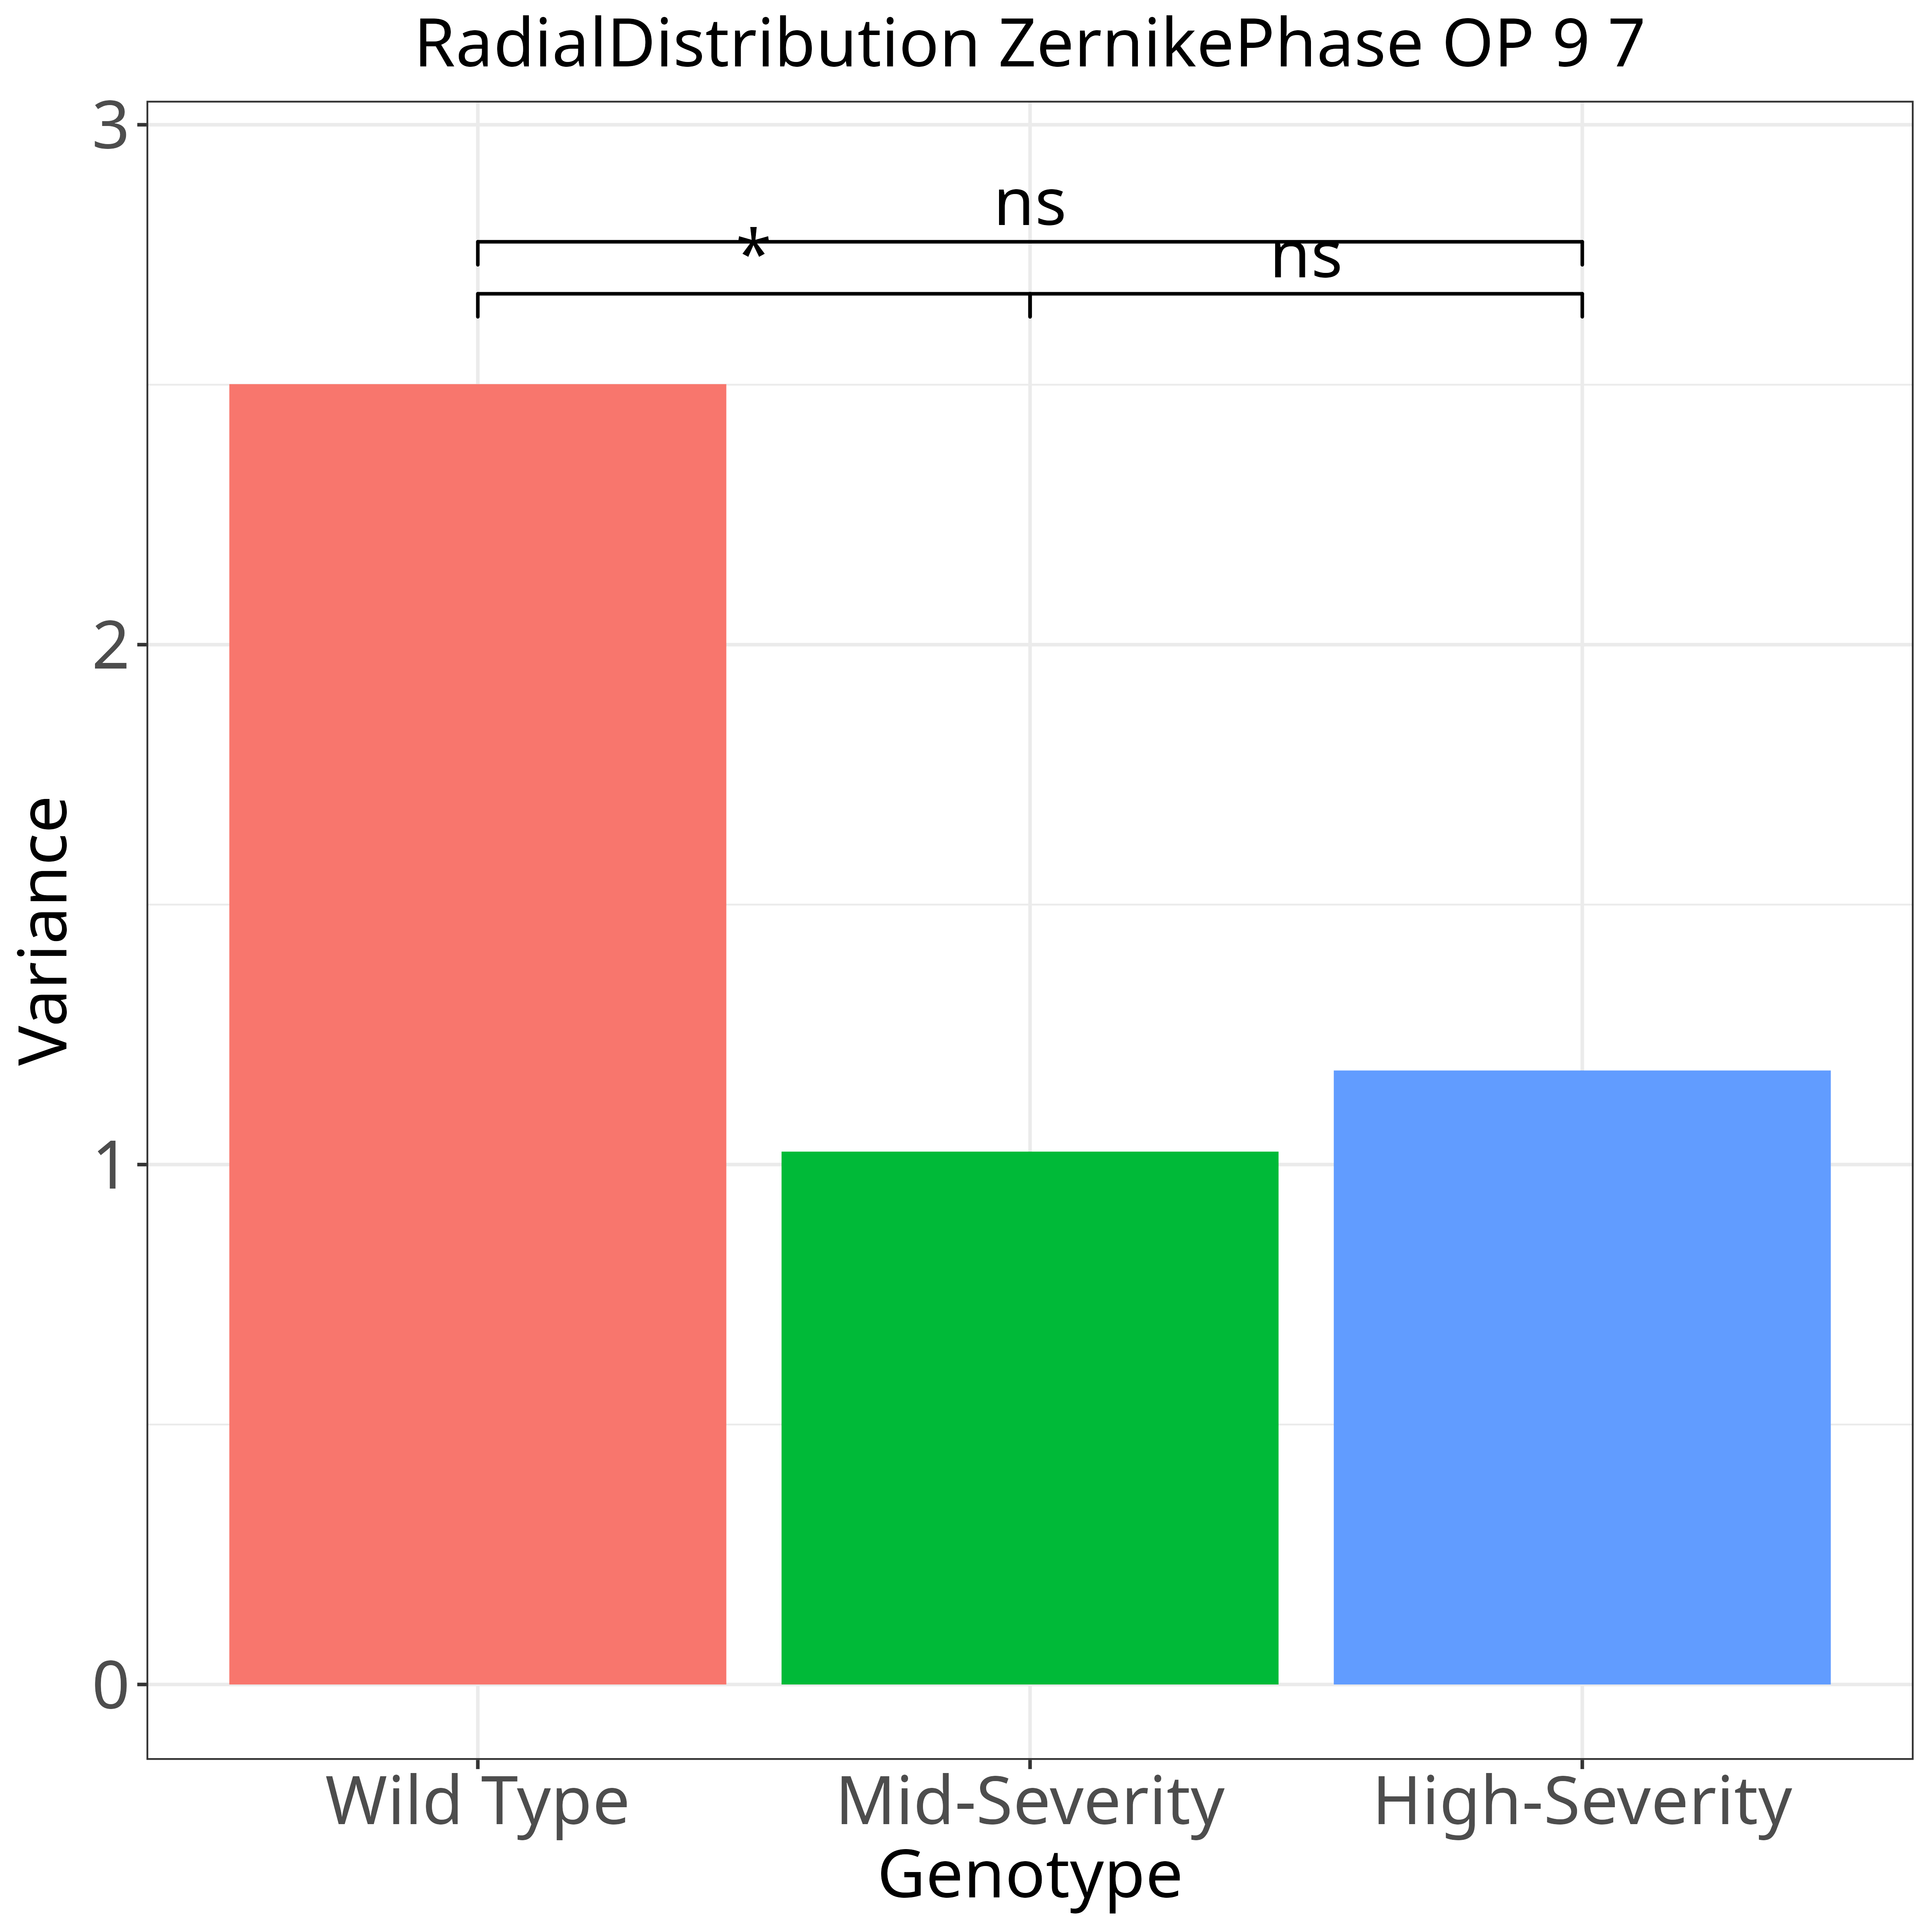 RadialDistribution ZernikePhase OP 9 7
3
ns
*
ns
2
Variance
1
0
Wild Type Mid-Severity High-Severity
Genotype